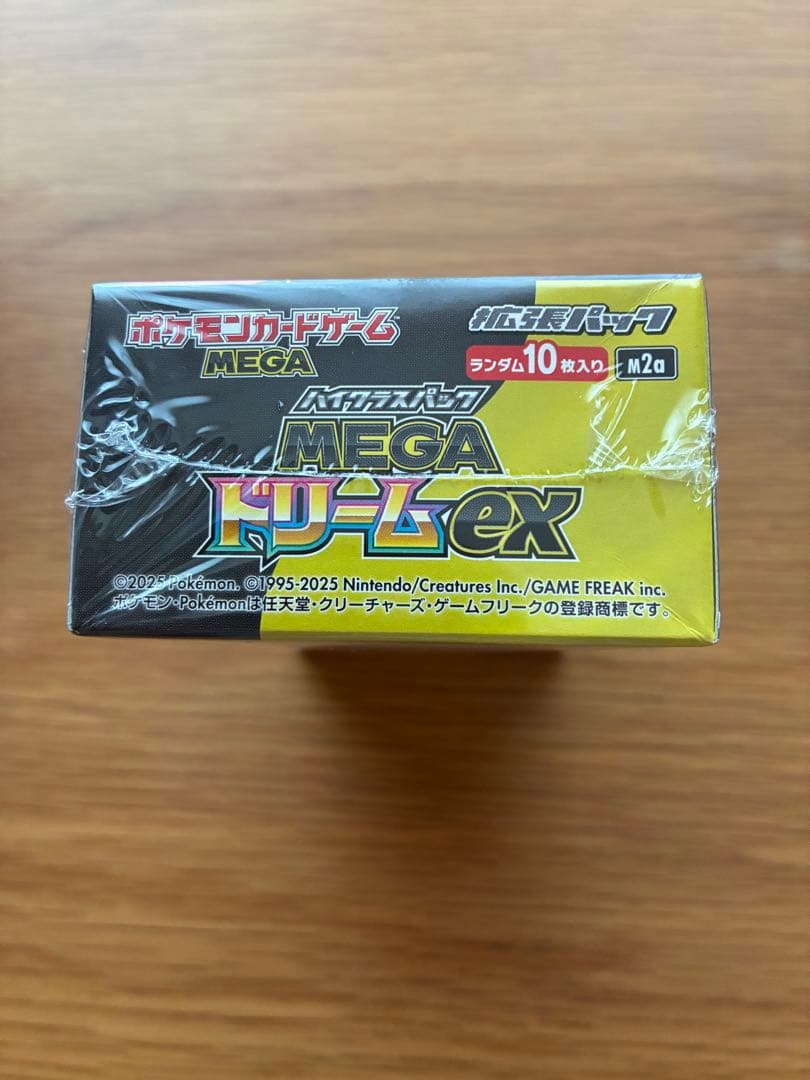 ポケモンカードゲーム
MEGA
拡張パック
ランダム10枚入り M2a
ハイクラスパック
MEGA
ドリームex
©2025 Pokémon. ©1995-2025 Nintendo/Creatures Inc./GAME FREAK inc.
ポケモン・Pokémonは任天堂・クリーチャーズ・ゲームフリークの登録商標です。